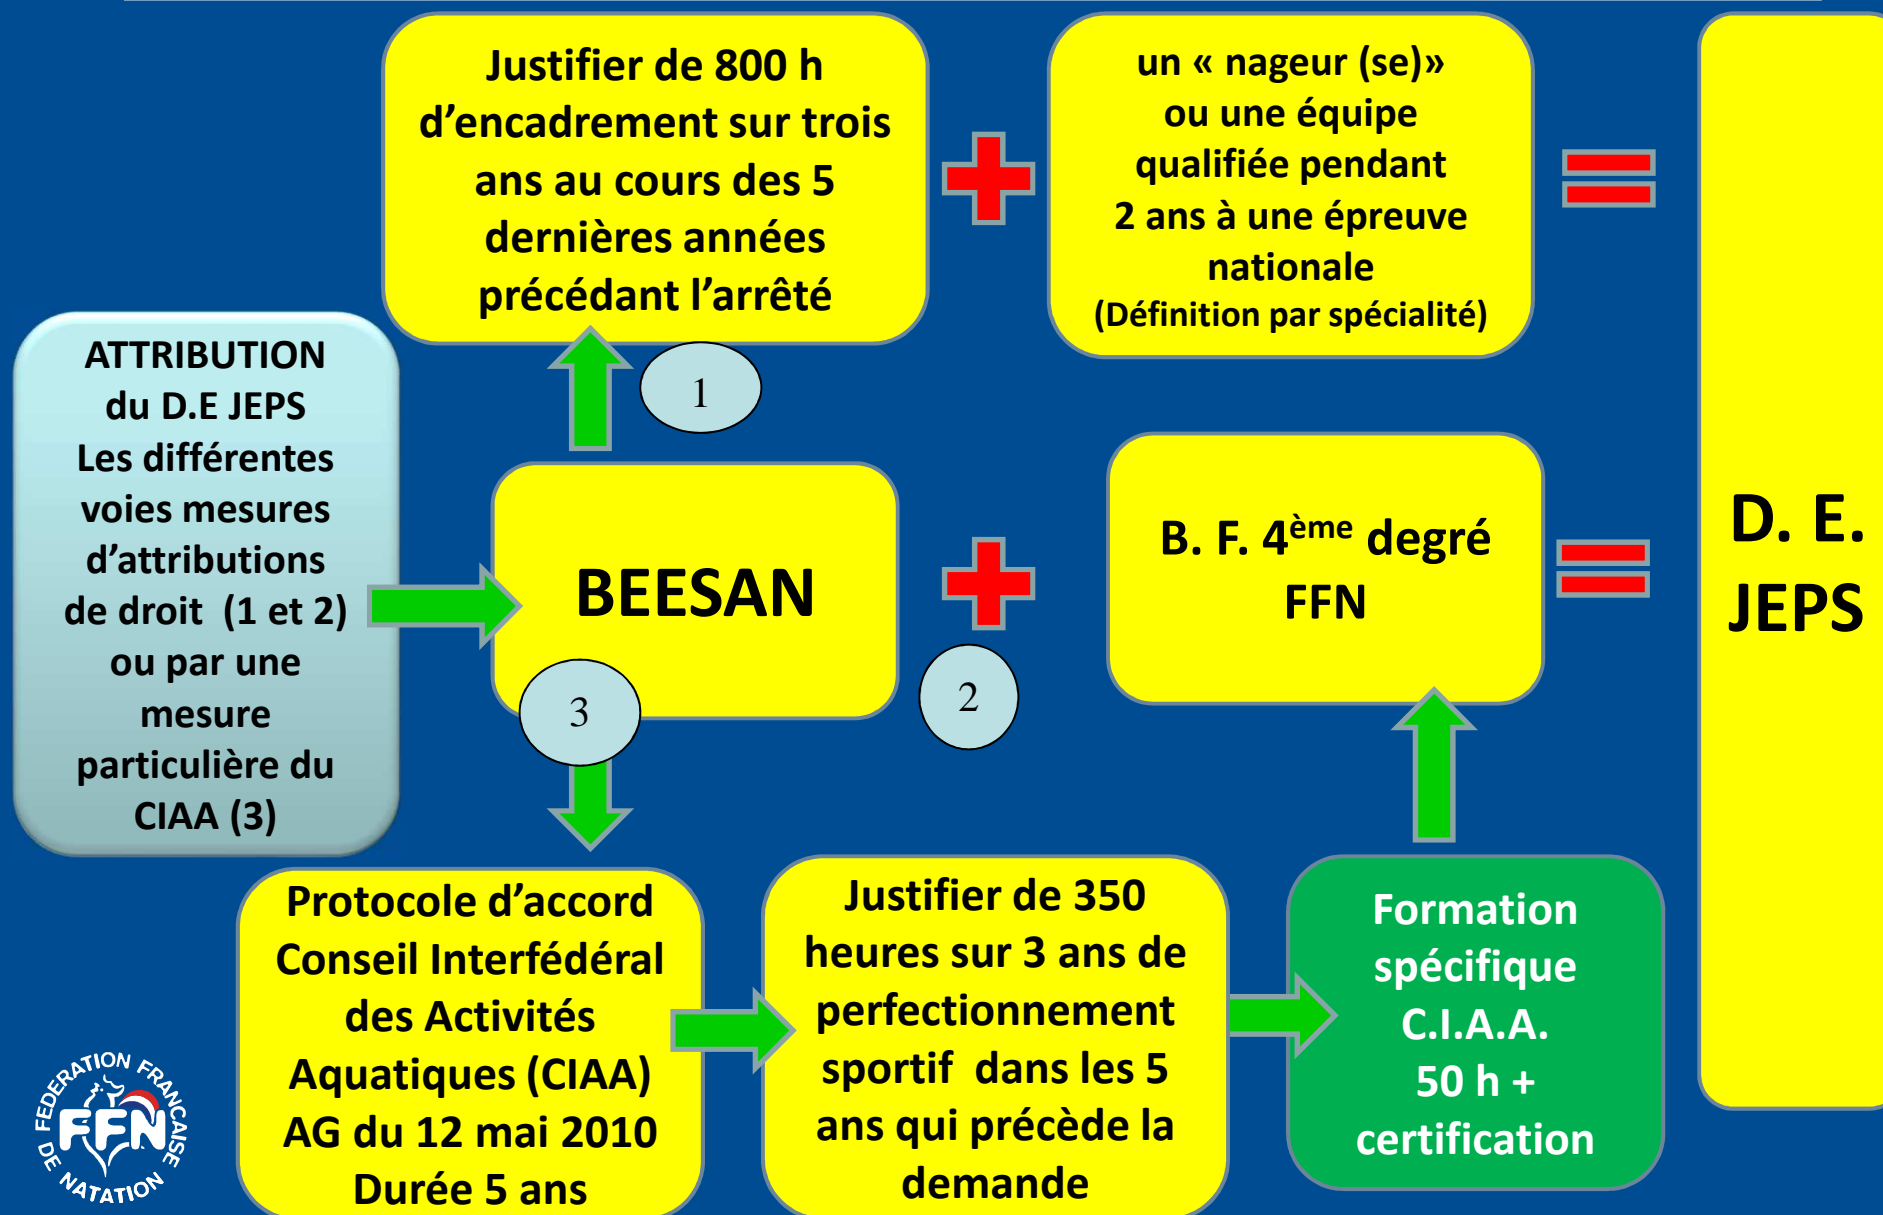 Justifier de 800 h
d’encadrement sur trois
ans au cours des 5
dernières années
précédant l’arrêté
un « nageur (se)»
ou une équipe
qualifiée pendant
2 ans à une épreuve
nationale
(Définition par spécialité)
ATTRIBUTION
du D.E JEPS
Les différentes
voies mesures
d’attributions
de droit (1 et 2)
ou par une
mesure
particulière du
CIAA (3)
1
BEESAN
2
3
B. F. 4ème degré
FFN
D. E.
JEPS
Protocole d’accord
Conseil Interfédéral
des Activités
Aquatiques (CIAA)
AG du 12 mai 2010
Durée 5 ans
Justifier de 350
heures sur 3 ans de
perfectionnement
sportif dans les 5
ans qui précède la
demande
Formation
spécifique
C.I.A.A.
50 h +
certification
FEDERATION FRANCAISE
FFN
DE NATATION